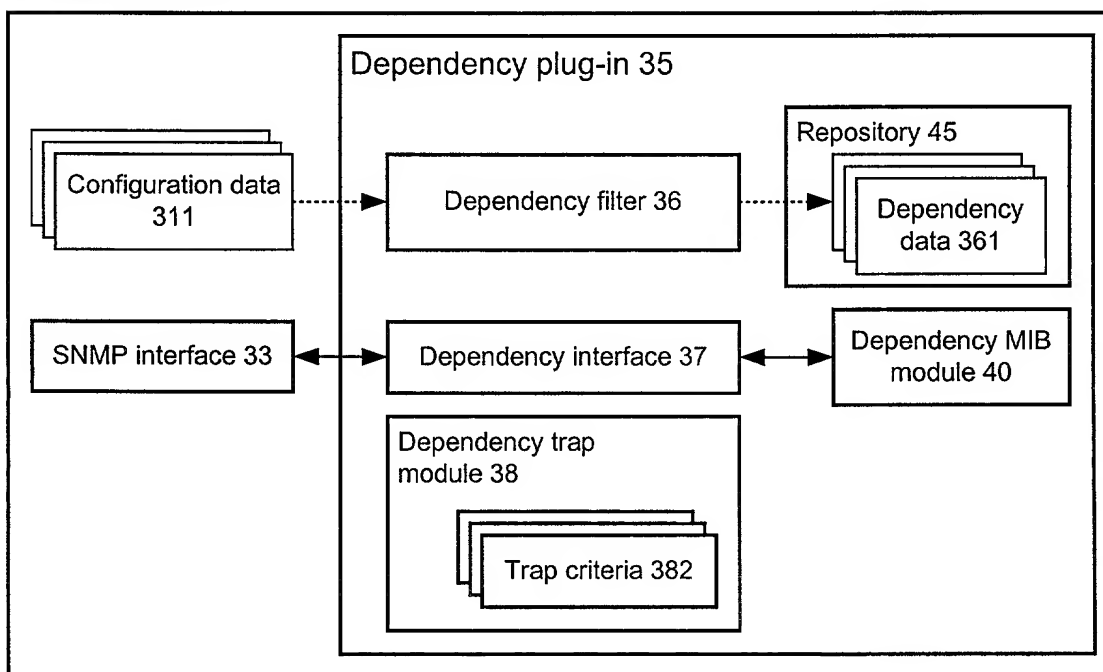 Dependency plug-in 35
Configuration data
311
Dependency filter 36
Repository 45
Dependency
data 361
SNMP interface 33
Dependency interface 37
Dependency MIB
module 40
Dependency trap
module 38
Trap criteria 382